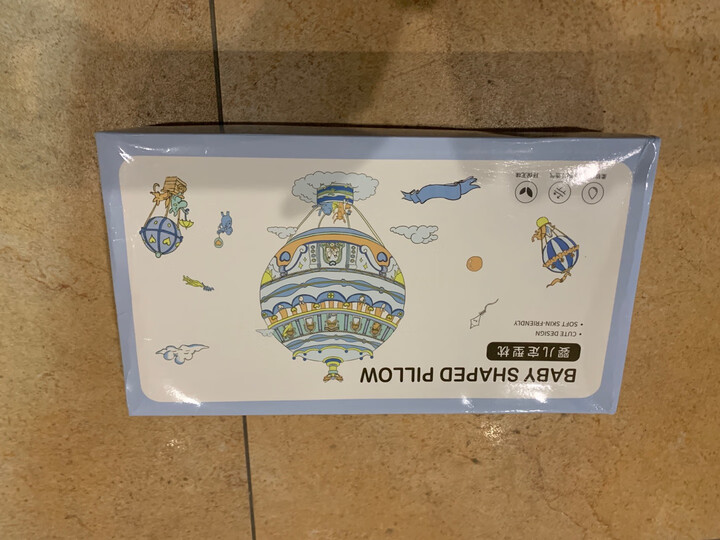 BABY SHAPED PILLOW
婴儿定型枕
• CUTE DESIGN
• SOFT SKIN-FRIENDLY